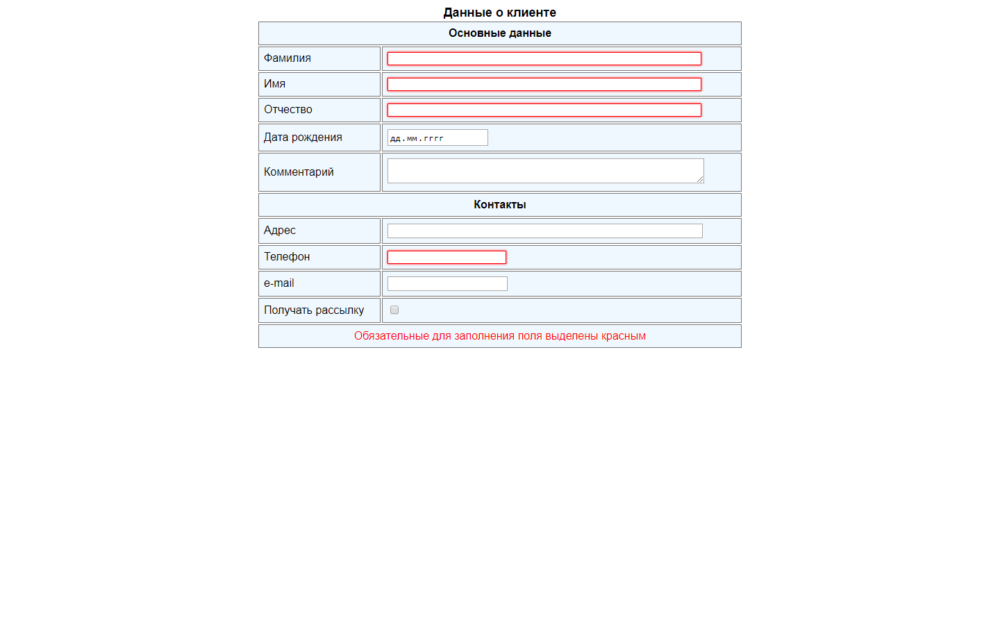 Данные о клиенте
Основные данные
Фамилия
Имя
Отчество
Дата рождения
дд.мм.гггг
Комментарий
Контакты
Адрес
Телефон
e-mail
Получать рассылку
Обязательные для заполнения поля выделены красным